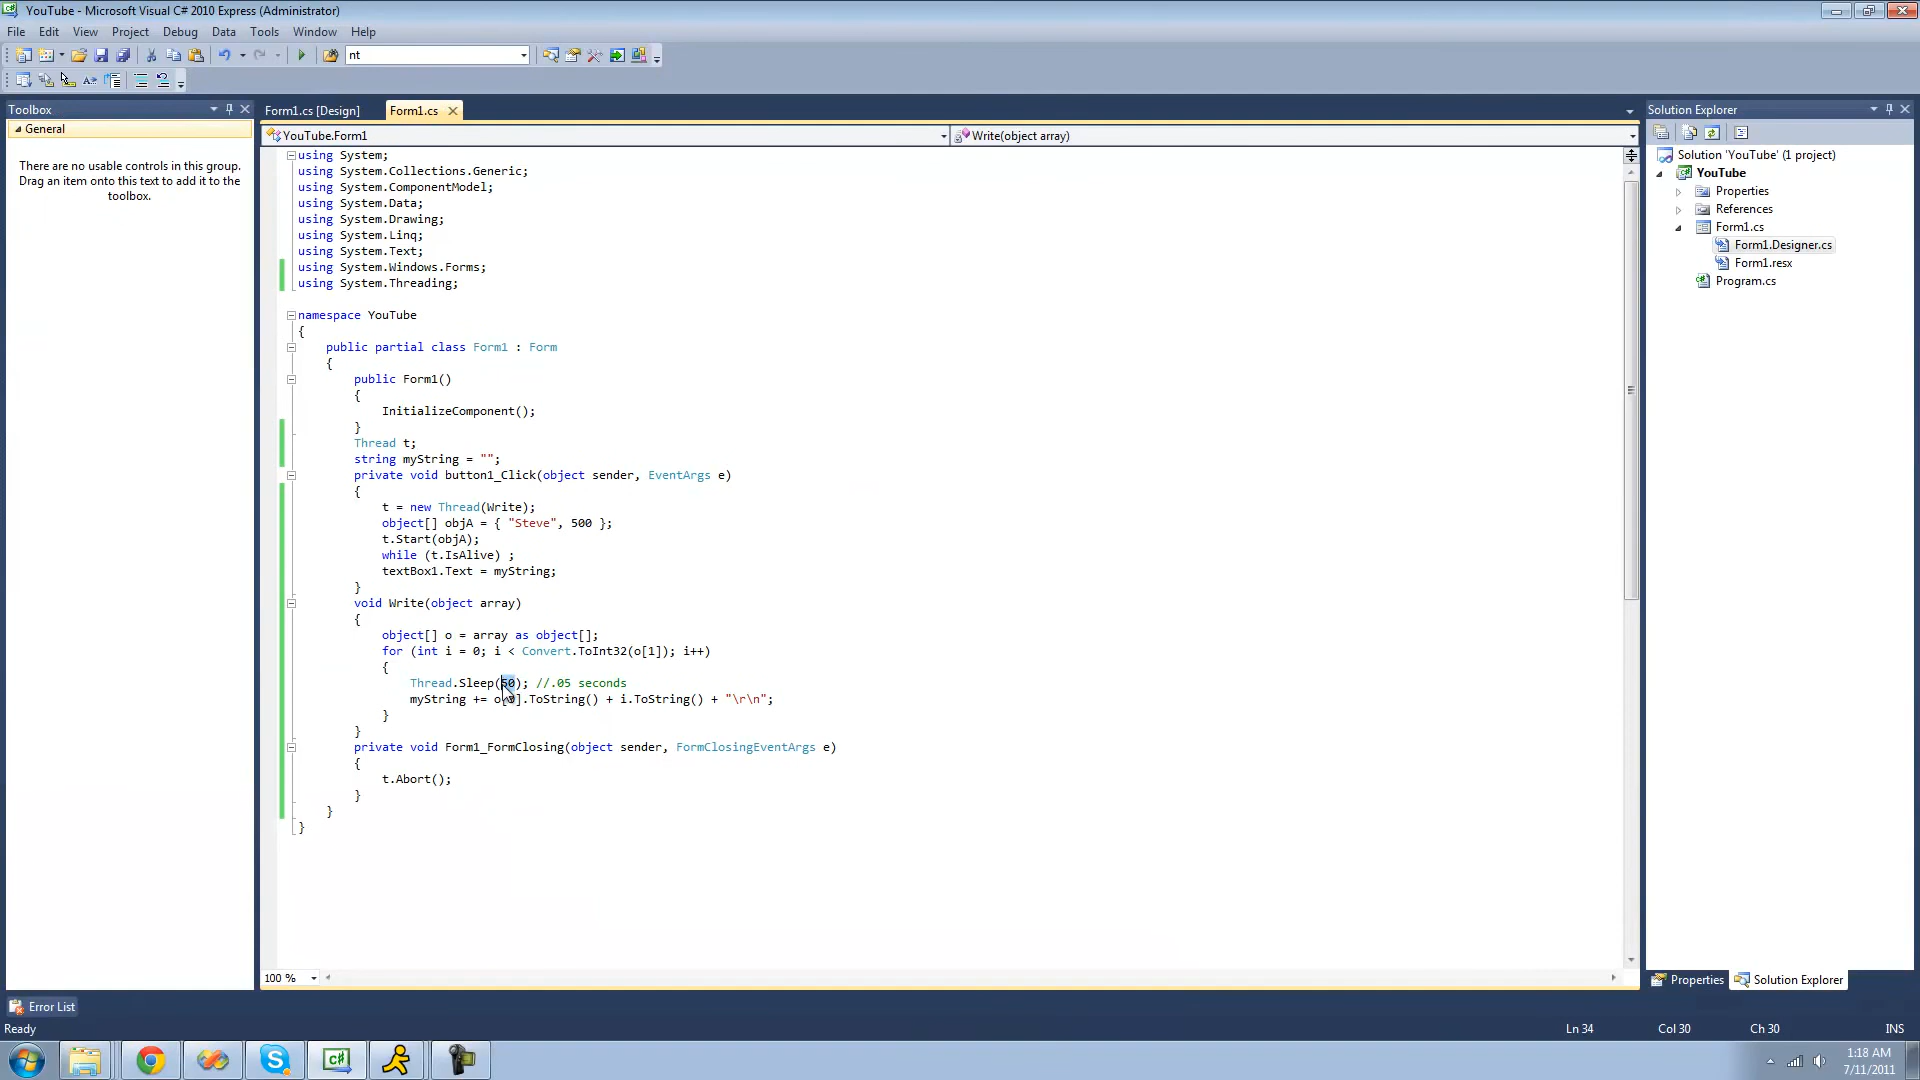 YouTube - Microsoft Visual C# 2010 Express (Administrator)
File Edit View Project Debug Data Tools Window Help
nt
Toolbox
General
There are no usable controls in this group.
Drag an item onto this text to add it to the
toolbox.
Form1.cs [Design] Form1.cs
YouTube.Form1 Write(object array)
using System;
using System.Collections.Generic;
using System.ComponentModel;
using System.Data;
using System.Drawing;
using System.Linq;
using System.Text;
using System.Windows.Forms;
using System.Threading;
namespace YouTube
{
public partial class Form1 : Form
{
public Form1()
{
InitializeComponent();
}
Thread t;
string myString = "";
private void button1_Click(object sender, EventArgs e)
{
t = new Thread(Write);
object[] objA = { "Steve", 500 };
t.Start(objA);
while (t.IsAlive) ;
textBox1.Text = myString;
}
void Write(object array)
{
object[] o = array as object[];
for (int i = 0; i < Convert.ToInt32(o[1]); i++)
{
Thread.Sleep(50); //.05 seconds
myString += o[0].ToString() + i.ToString() + "\r\n";
}
}
private void Form1_FormClosing(object sender, FormClosingEventArgs e)
{
t.Abort();
}
}
}
100 %
Solution Explorer
Solution 'YouTube' (1 project)
YouTube
Properties
References
Form1.cs
Form1.Designer.cs
Form1.resx
Program.cs
Properties Solution Explorer
Error List
Ready Ln 34 Col 30 Ch 30 INS
1:18 AM
7/11/2011